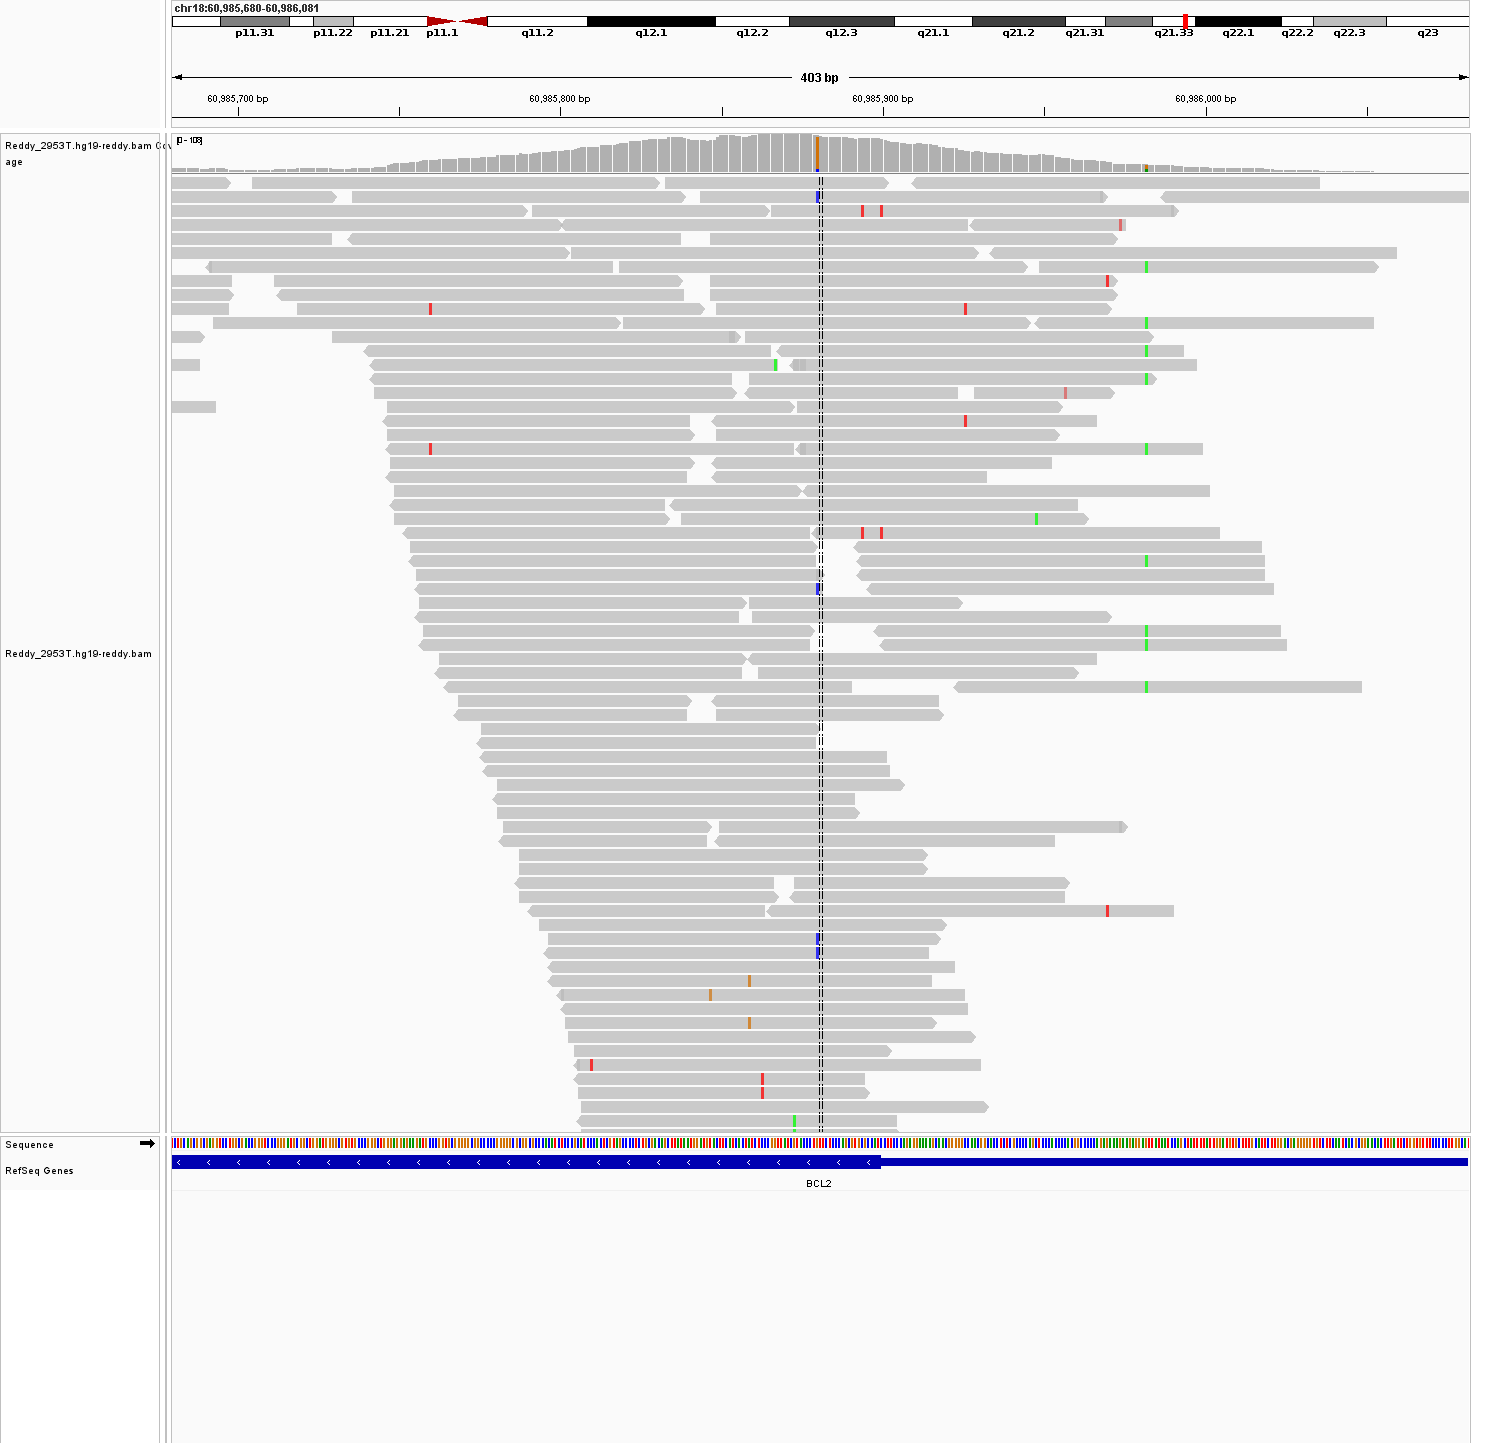 chr18:60,985,680-60,986,081
p11.31 p11.22 p11.21 p11.1 q11.2 q12.1 q12.2 q12.3 q21.1 q21.2 q21.31 q21.33 q22.1 q22.2 q22.3 q23
403 bp
60,985,700 bp 60,985,800 bp 60,985,900 bp 60,986,000 bp
Reddy_2953T.hg19-reddy.bam Cov
age
[0 - 108]
Reddy_2953T.hg19-reddy.bam
Sequence
RefSeq Genes
BCL2